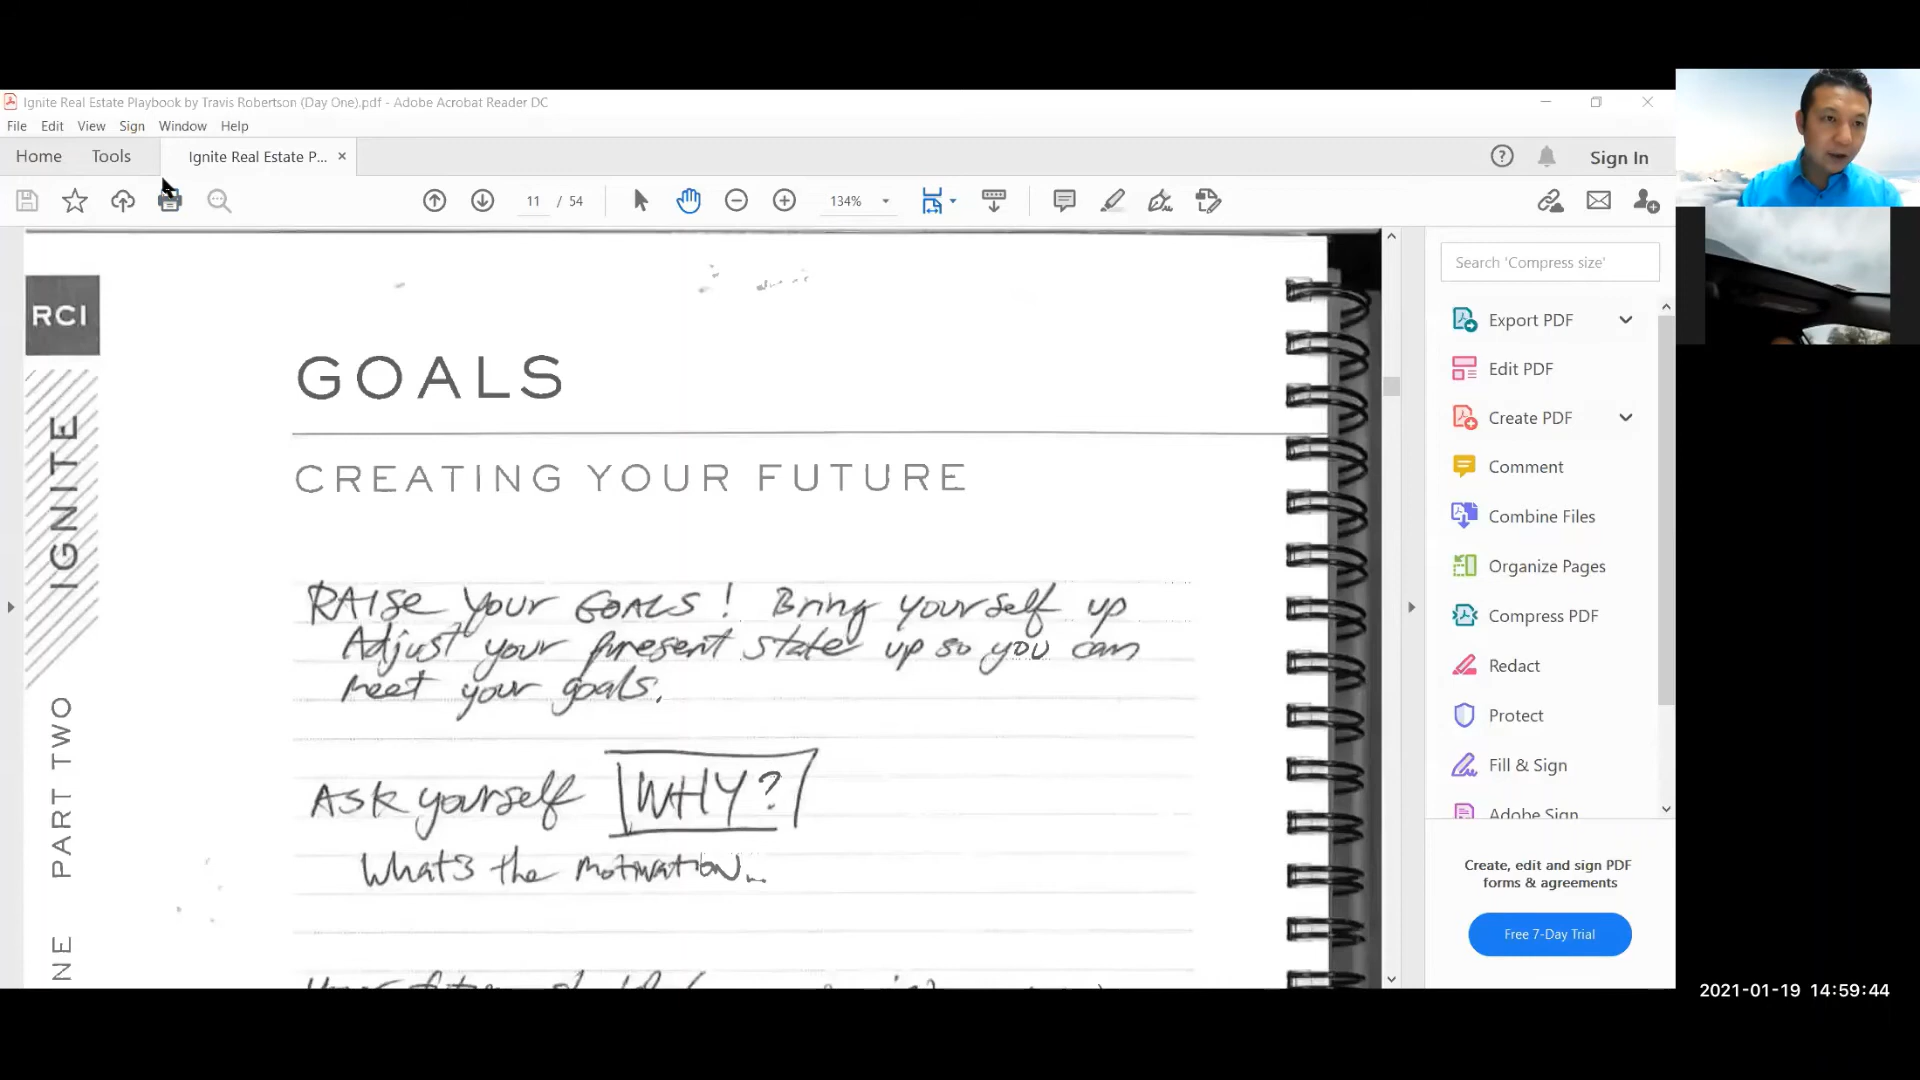 Ignite Real Estate Playbook by Travis Robertson (Day One).pdf - Adobe Acrobat Reader DC
File Edit View Sign Window Help
Home Tools Ignite Real Estate P... ×
? Sign In
11 / 54 134%
RCI
IGNITE
PART TWO
NE
GOALS
CREATING YOUR FUTURE
RAISE your GOALS! Bring yourself up
Adjust your present state up so you can
meet your goals.
ASK yourself WHY?
What's the motivation...
Search 'Compress size'
Export PDF
Edit PDF
Create PDF
Comment
Combine Files
Organize Pages
Compress PDF
Redact
Protect
Fill & Sign
Adobe Sign
Create, edit and sign PDF
forms & agreements
Free 7-Day Trial
2021-01-19 14:59:44